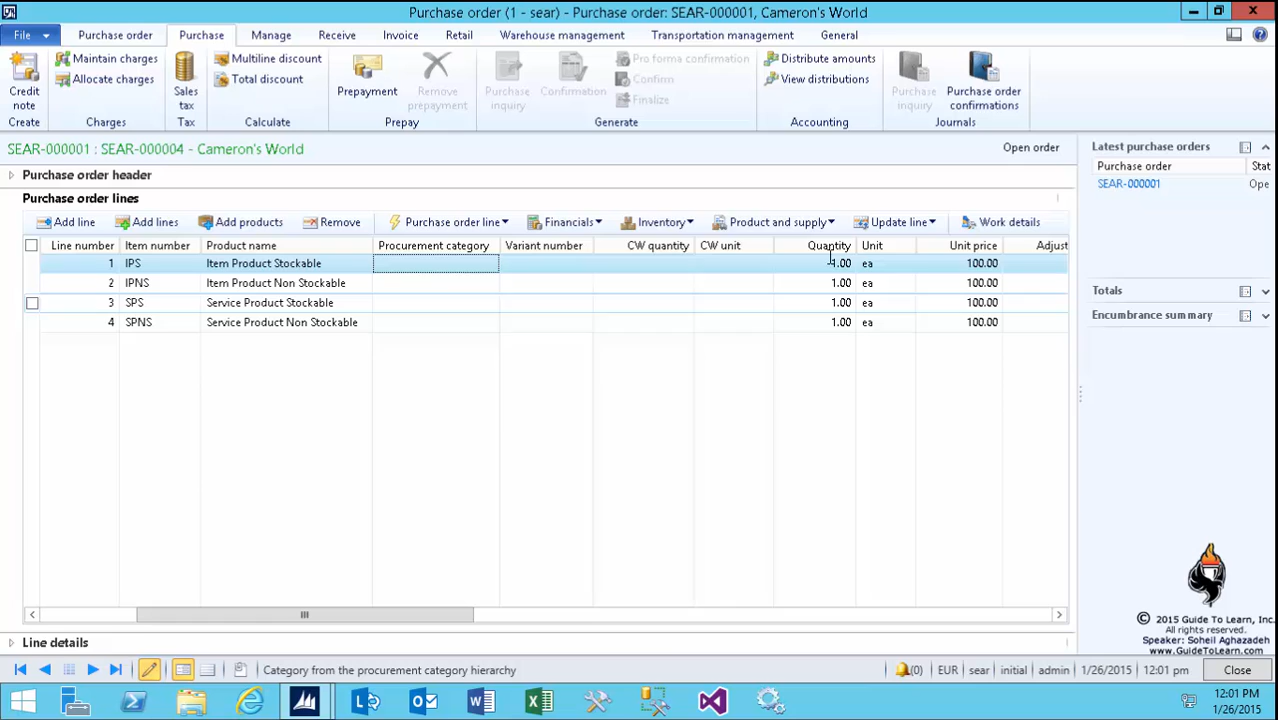 Purchase order (1 - sear) - Purchase order: SEAR-000001, Cameron's World
File Purchase order Purchase Manage Receive Invoice Retail Warehouse management Transportation management General
Maintain charges Multiline discount Pro forma confirmation Distribute amounts
Allocate charges Total discount Confirm View distributions
Credit note Sales tax Prepayment Remove prepayment Purchase inquiry Confirmation Finalize Purchase inquiry Purchase order confirmations
Create Charges Tax Calculate Prepay Generate Accounting Journals
SEAR-000001 : SEAR-000004 - Cameron's World Open order
Purchase order header
Purchase order lines
Add line Add lines Add products Remove Purchase order line Financials Inventory Product and supply Update line Work details
Line number Item number Product name Procurement category Variant number CW quantity CW unit Quantity Unit Unit price Adjust
1 IPS Item Product Stockable 1.00 ea 100.00
2 IPNS Item Product Non Stockable 1.00 ea 100.00
3 SPS Service Product Stockable 1.00 ea 100.00
4 SPNS Service Product Non Stockable 1.00 ea 100.00
Line details
Latest purchase orders
Purchase order Stat
SEAR-000001 Ope
Totals
Encumbrance summary
© 2015 Guide To Learn, Inc.
All rights reserved.
Speaker: Soheil Aghazadeh
www.GuideToLearn.com
Category from the procurement category hierarchy (0) EUR sear initial admin 1/26/2015 12:01 pm Close
12:01 PM
1/26/2015